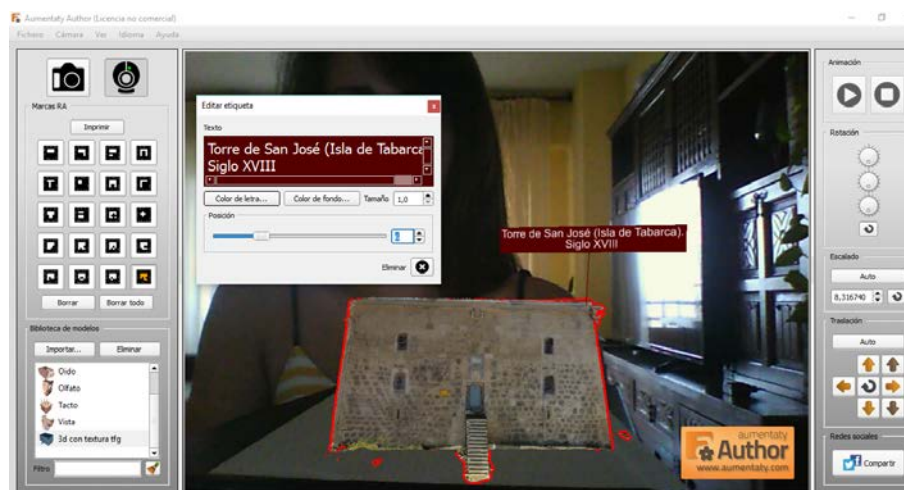 Aumentaty Author (Licencia no comercial)
Fichero Cámara Ver Idioma Ayuda
Marcas RA
Imprimir
Borrar
Borrar todo
Biblioteca de modelos
Importar...
Eliminar
Oido
Olfato
Tacto
Vista
3d con textura tfg
Filtro
Editar etiqueta
Texto
Torre de San José (Isla de Tabarca
Siglo XVIII
Color de letra...
Color de fondo...
Tamaño
1,0
Posición
Eliminar
Torre de San José (Isla de Tabarca).
Siglo XVIII
aumentaty
Author
www.aumentaty.com
Animación
Rotación
Escalado
Auto
8,316740
Traslación
Auto
Redes sociales
Compartir